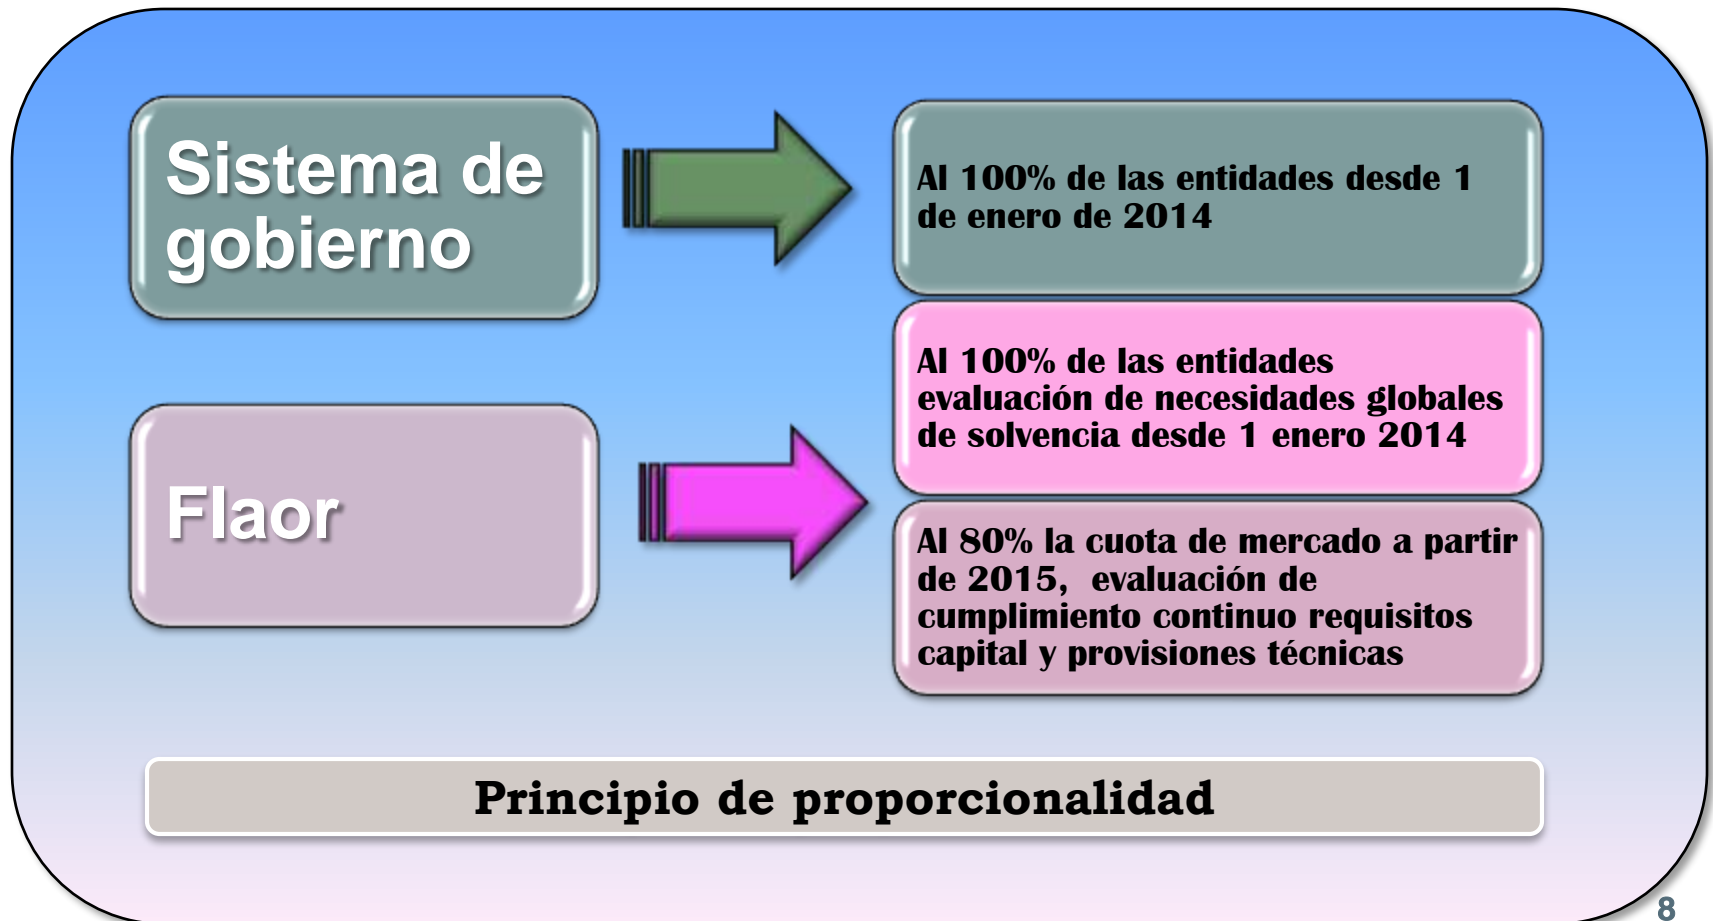 Sistema de
gobierno
Al 100% de las entidades desde 1
de enero de 2014
Al 100% de las entidades
evaluación de necesidades globales
de solvencia desde 1 enero 2014
Flaor
Al 80% la cuota de mercado a partir
de 2015,  evaluación de
cumplimiento continuo requisitos
capital y provisiones técnicas
Principio de proporcionalidad
8